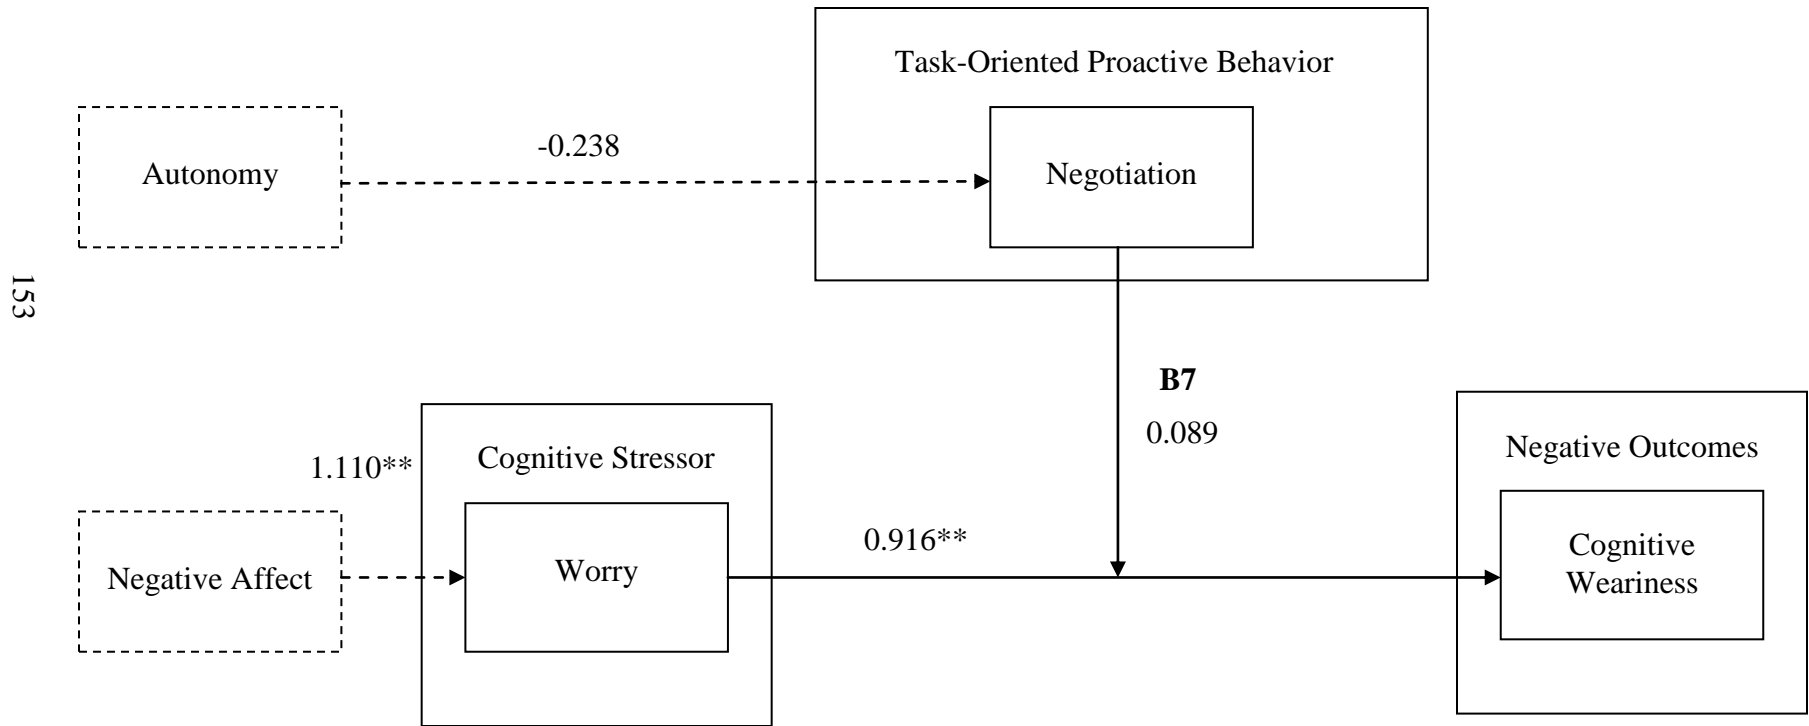 Task-Oriented Proactive Behavior
-0.238
Autonomy
Negotiation
153
B7
0.089
Negative Outcomes
Cognitive Stressor
1.110**
0.916**
Cognitive
Weariness
Worry
Negative Affect